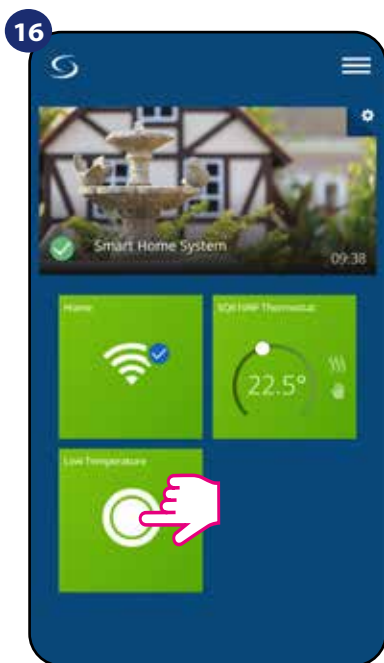 16
Smart Home System
09:38
Home
SQ610RF Thermostat
22.5°
Low Temperature